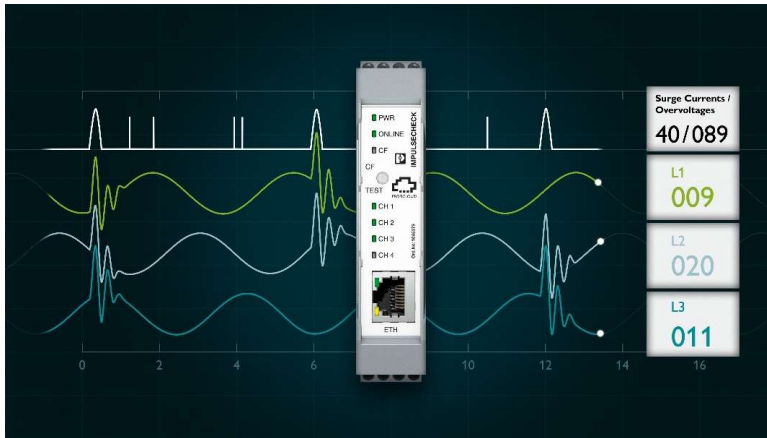 Surge Currents /
Overvoltages
40/089
L1
009
L2
020
L3
011
PWR
ONLINE
CF
IMPULSECHECK
CF
TEST
PROFICLOUD
CH 1
CH 2
CH 3
CH 4
ETH
0
2
4
6
10
12
14
16